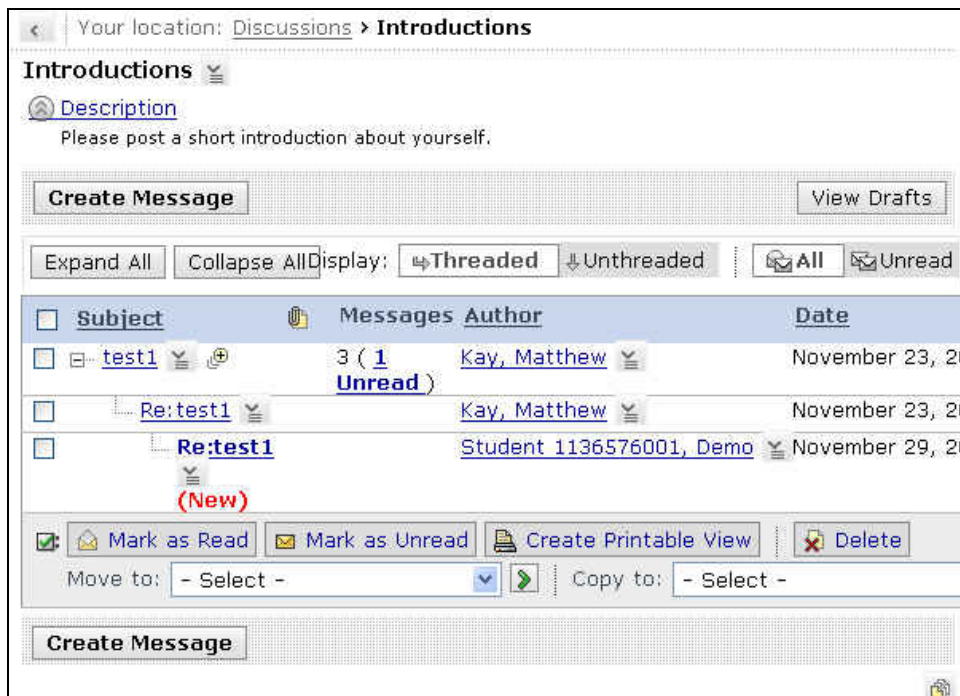 Your location: Discussions > Introductions
Introductions
Description
Please post a short introduction about yourself.
Create Message View Drafts
Expand All Collapse All Display: Threaded Unthreaded All Unread
Subject Messages Author Date
test1 3 ( 1 Kay, Matthew November 23, 20
Unread )
Re:test1 Kay, Matthew November 23, 20
Re:test1 Student 1136576001, Demo November 29, 20
(New)
: Mark as Read Mark as Unread Create Printable View Delete
Move to: - Select - Copy to: - Select -
Create Message